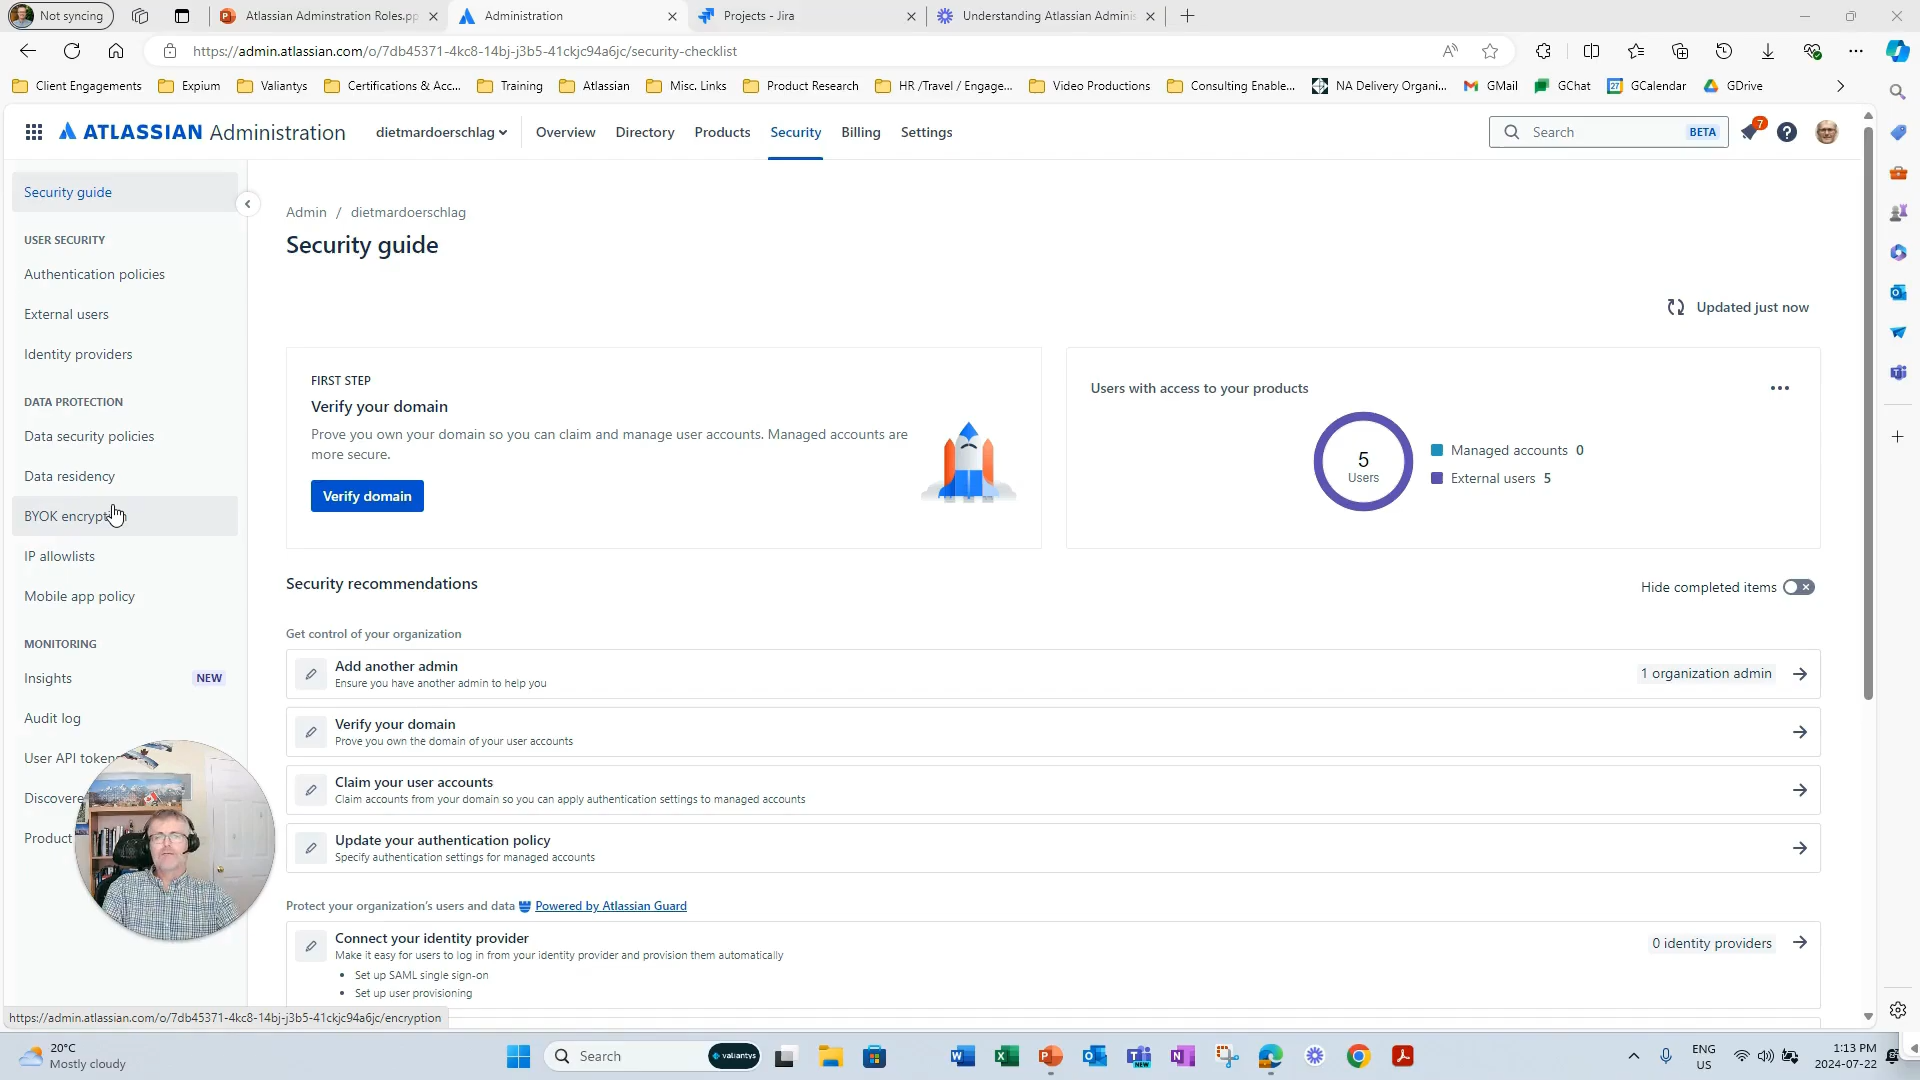 Not syncing
Atlassian Adminstration Roles.pp
Administration
Projects - Jira
Understanding Atlassian Adminis
https://admin.atlassian.com/o/7db45371-4kc8-14bj-j3b5-41ckjc94a6jc/security-checklist
Client Engagements
Expium
Valiantys
Certifications & Acc...
Training
Atlassian
Misc. Links
Product Research
HR /Travel / Engage...
Video Productions
Consulting Enable...
NA Delivery Organi...
GMail
GChat
27
GCalendar
GDrive
ATLASSIAN Administration
dietmardoerschlag
Overview
Directory
Products
Security
Billing
Settings
Search
BETA
7
Security guide
USER SECURITY
Authentication policies
External users
Identity providers
DATA PROTECTION
Data security policies
Data residency
BYOK encryption
IP allowlists
Mobile app policy
MONITORING
Insights
NEW
Audit log
User API tokens
Discovere
Product
Admin / dietmardoerschlag
Security guide
Updated just now
FIRST STEP
Verify your domain
Prove you own your domain so you can claim and manage user accounts. Managed accounts are
more secure.
Verify domain
Users with access to your products
5
Users
Managed accounts 0
External users 5
Security recommendations
Hide completed items
Get control of your organization
Add another admin
Ensure you have another admin to help you
1 organization admin
Verify your domain
Prove you own the domain of your user accounts
Claim your user accounts
Claim accounts from your domain so you can apply authentication settings to managed accounts
Update your authentication policy
Specify authentication settings for managed accounts
Protect your organization's users and data Powered by Atlassian Guard
Connect your identity provider
Make it easy for users to log in from your identity provider and provision them automatically
0 identity providers
• Set up SAML single sign-on
• Set up user provisioning
https://admin.atlassian.com/o/7db45371-4kc8-14bj-j3b5-41ckjc94a6jc/encryption
20°C
Mostly cloudy
Search
valiantys
NEW
ENG
US
1:13 PM
2024-07-22